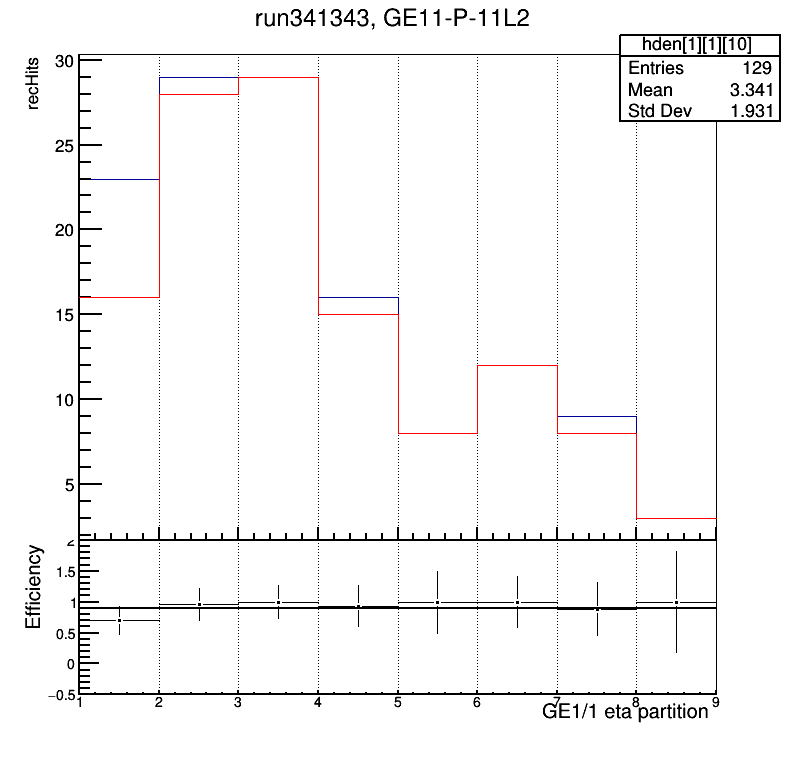 run341343, GE11-P-11L2
hden[1][1][10]
Entries 129
Mean 3.341
Std Dev 1.931
recHits
30
25
20
15
10
5
Efficiency
2
1.5
1
0.5
0
−0.5
1 2 3 4 5 6 7 8 9
GE1/1 eta partition